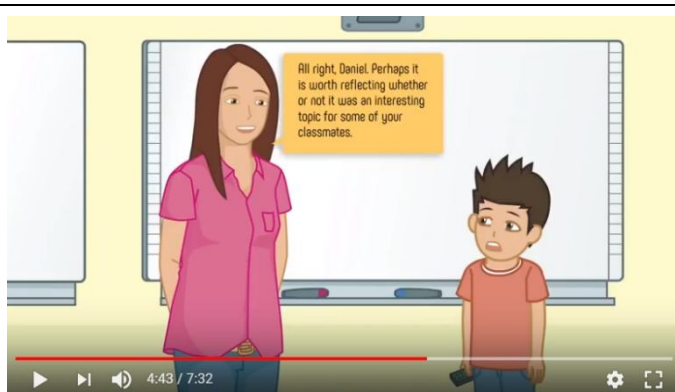 All right, Daniel. Perhaps it
is worth reflecting whether
or not it was an interesting
topic for some of your
classmates.
4:43 / 7:32